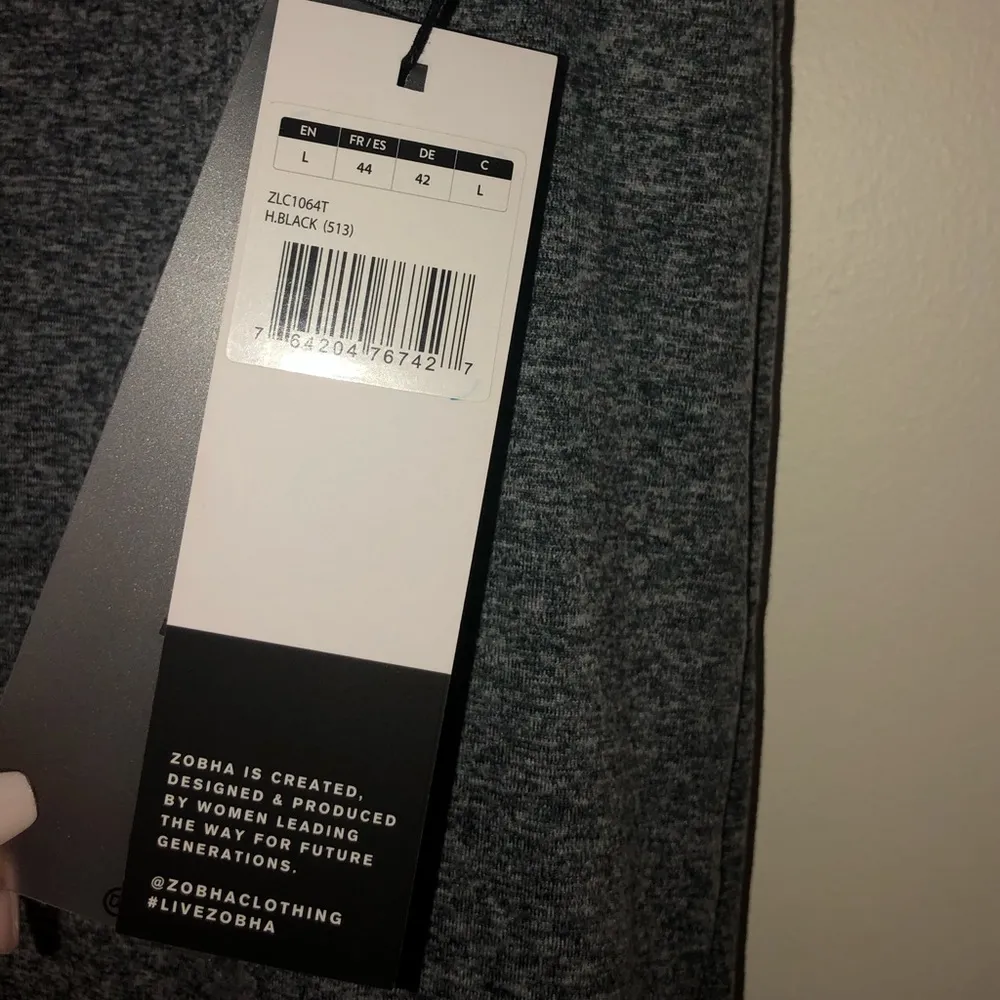 EN FR/ES DE C
L 44 42 L
ZLC1064T
H.BLACK (513)
7 64204 76742 7
ZOBHA IS CREATED,
DESIGNED & PRODUCED
BY WOMEN LEADING
THE WAY FOR FUTURE
GENERATIONS.
@ZOBHACLOTHING
#LIVEZOBHA